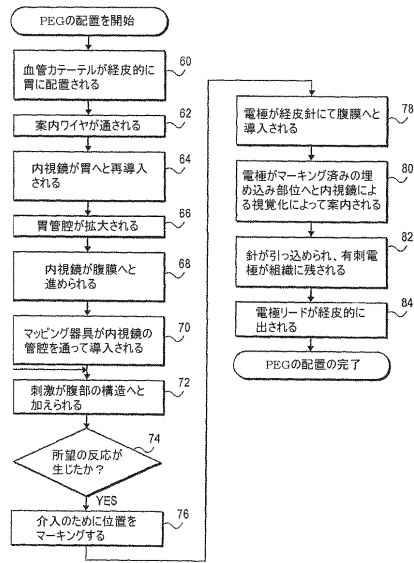 PEGの配置を開始
血管カテーテルが経皮的に
胃に配置される
60
案内ワイヤが通される
62
内視鏡が胃へと再導入
される
64
胃管腔が拡大される
66
内視鏡が腹膜へと
進められる
68
マッピング器具が内視鏡の
管腔を通って導入される
70
刺激が腹部の構造へと
加えられる
72
所望の反応が
生じたか？
74
YES
介入のために位置を
マーキングする
76
電極が経皮針にて腹膜へと
導入される
78
電極がマーキング済みの埋
め込み部位へと内視鏡によ
る視覚化によって案内される
80
針が引っ込められ、有刺電
極が組織に残される
82
電極リードが経皮的に
出される
84
PEGの配置の完了